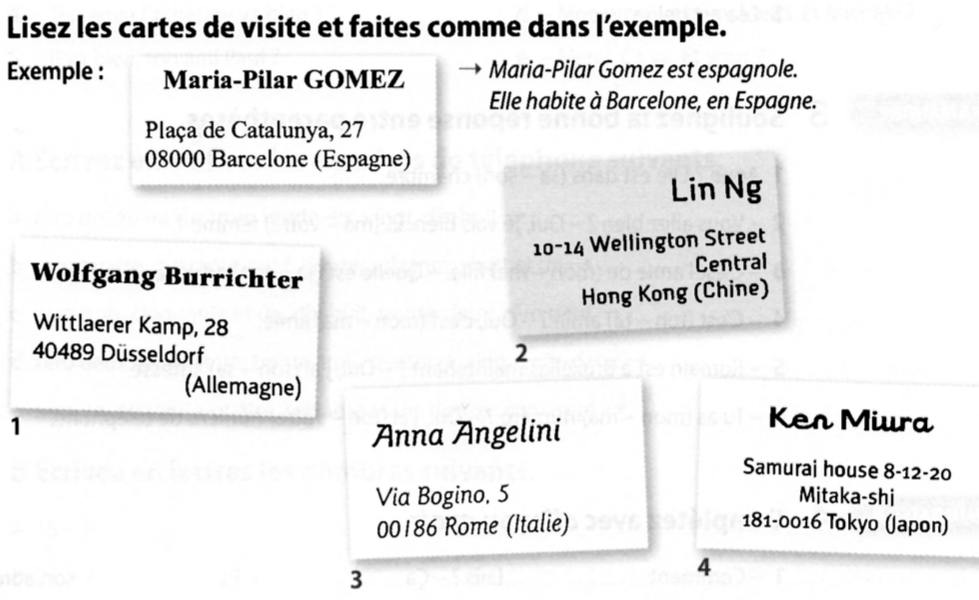 Lisez les cartes de visite et faites comme dans l'exemple.
Exemple :
Maria-Pilar GOMEZ
Plaça de Catalunya, 27
08000 Barcelone (Espagne)
→ Maria-Pilar Gomez est espagnole.
Elle habite à Barcelone, en Espagne.
Wolfgang Burrichter
Wittlaerer Kamp, 28
40489 Düsseldorf
(Allemagne)
1
Lin Ng
10-14 Wellington Street
Central
Hong Kong (Chine)
2
Anna Angelini
Via Bogino, 5
00186 Rome (Italie)
3
Ken Miura
Samurai house 8-12-20
Mitaka-shi
181-0016 Tokyo (Japon)
4